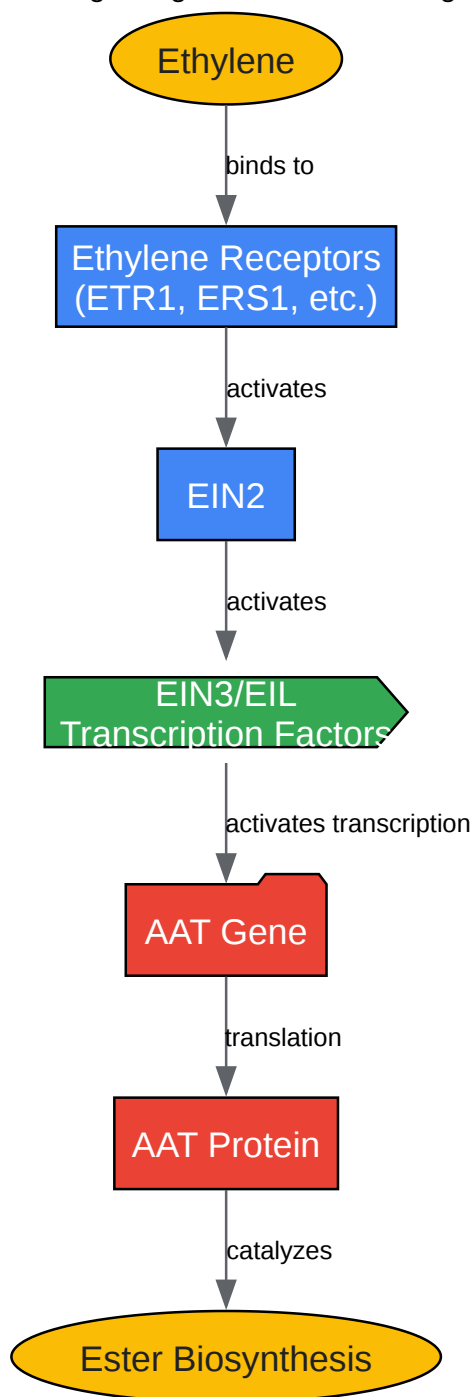 Ethylene
binds to
Ethylene Receptors
(ETR1, ERS1, etc.)
activates
EIN2
activates
EIN3/EIL
Transcription Factors
activates transcription
AAT Gene
translation
AAT Protein
catalyzes
Ester Biosynthesis